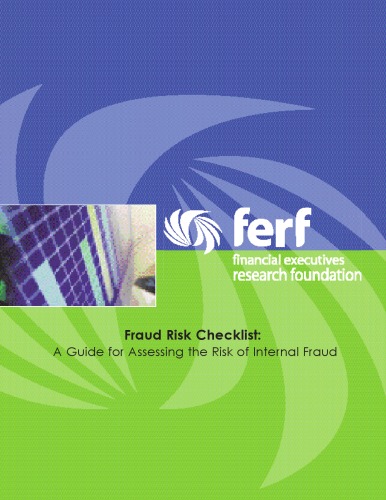 ferf
financial executives
research foundation
Fraud Risk Checklist:
A Guide for Assessing the Risk of Internal Fraud